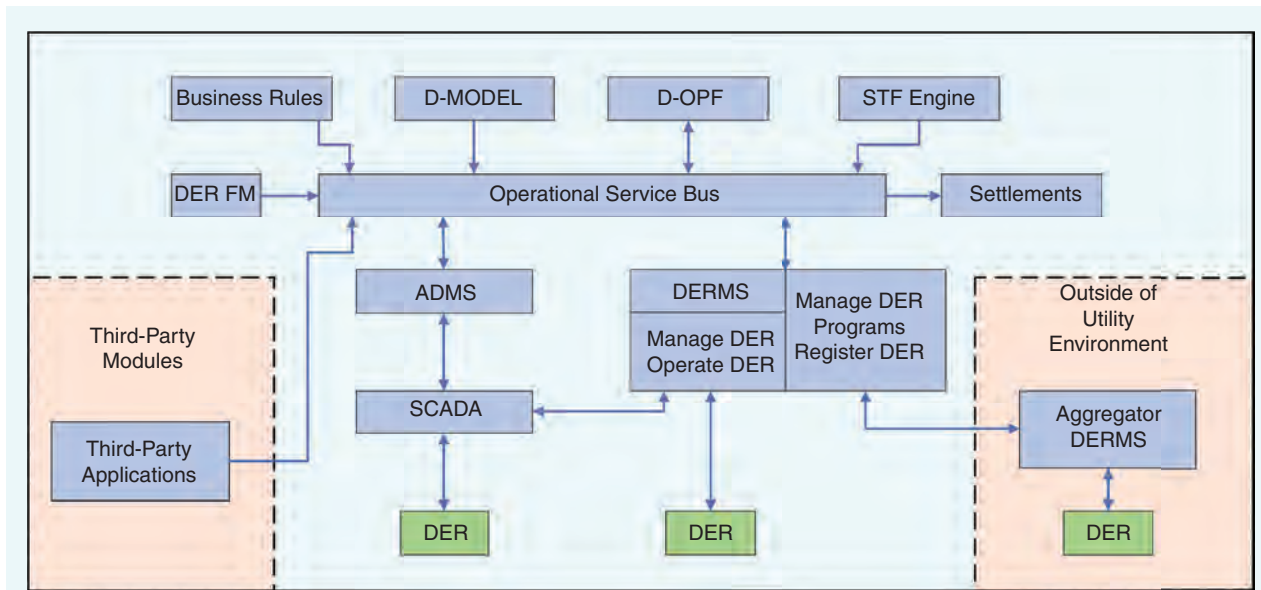 Business Rules
D-MODEL
D-OPF
STF Engine
DER FM
Operational Service Bus
Settlements
Third-Party
Modules
Third-Party
Applications
ADMS
SCADA
DER
DERMS
Manage DER
Operate DER
Manage DER
Programs
Register DER
DER
Outside of
Utility
Environment
Aggregator
DERMS
DER